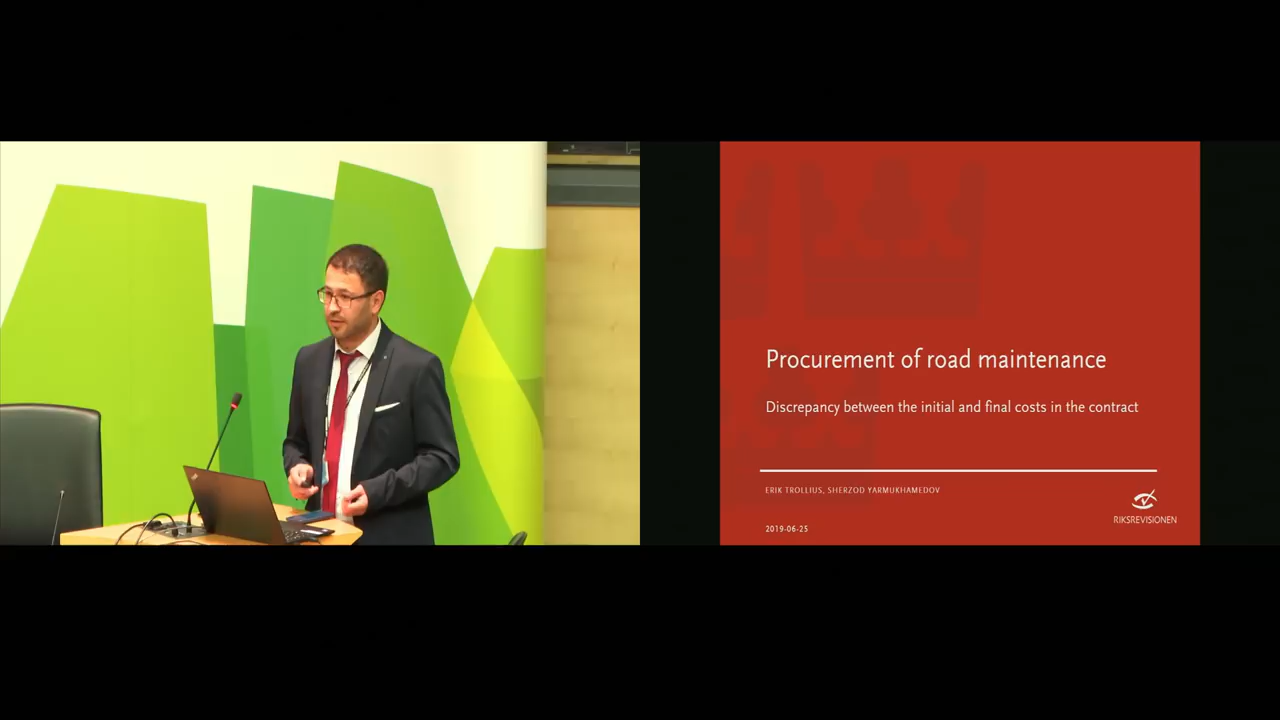 Procurement of road maintenance
Discrepancy between the initial and final costs in the contract
ERIK TROLLIUS, SHERZOD YARMUKHAMEDOV
RIKSREVISIONEN
2019-06-25